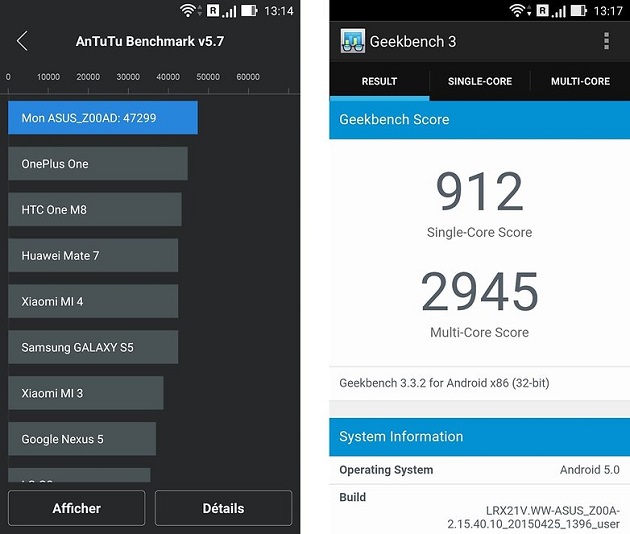 R
13:14
AnTuTu Benchmark v5.7
0 10000 20000 30000 40000 50000 60000
Mon ASUS_Z00AD: 47299
OnePlus One
HTC One M8
Huawei Mate 7
Xiaomi MI 4
Samsung GALAXY S5
Xiaomi MI 3
Google Nexus 5
Afficher
Détails
R
13:17
Geekbench 3
RESULT SINGLE-CORE MULTI-CORE
Geekbench Score
912
Single-Core Score
2945
Multi-Core Score
Geekbench 3.3.2 for Android x86 (32-bit)
System Information
Operating System Android 5.0
Build
LRX21V.WW-ASUS_Z00A-
2.15.40.10_20150425_1396_user